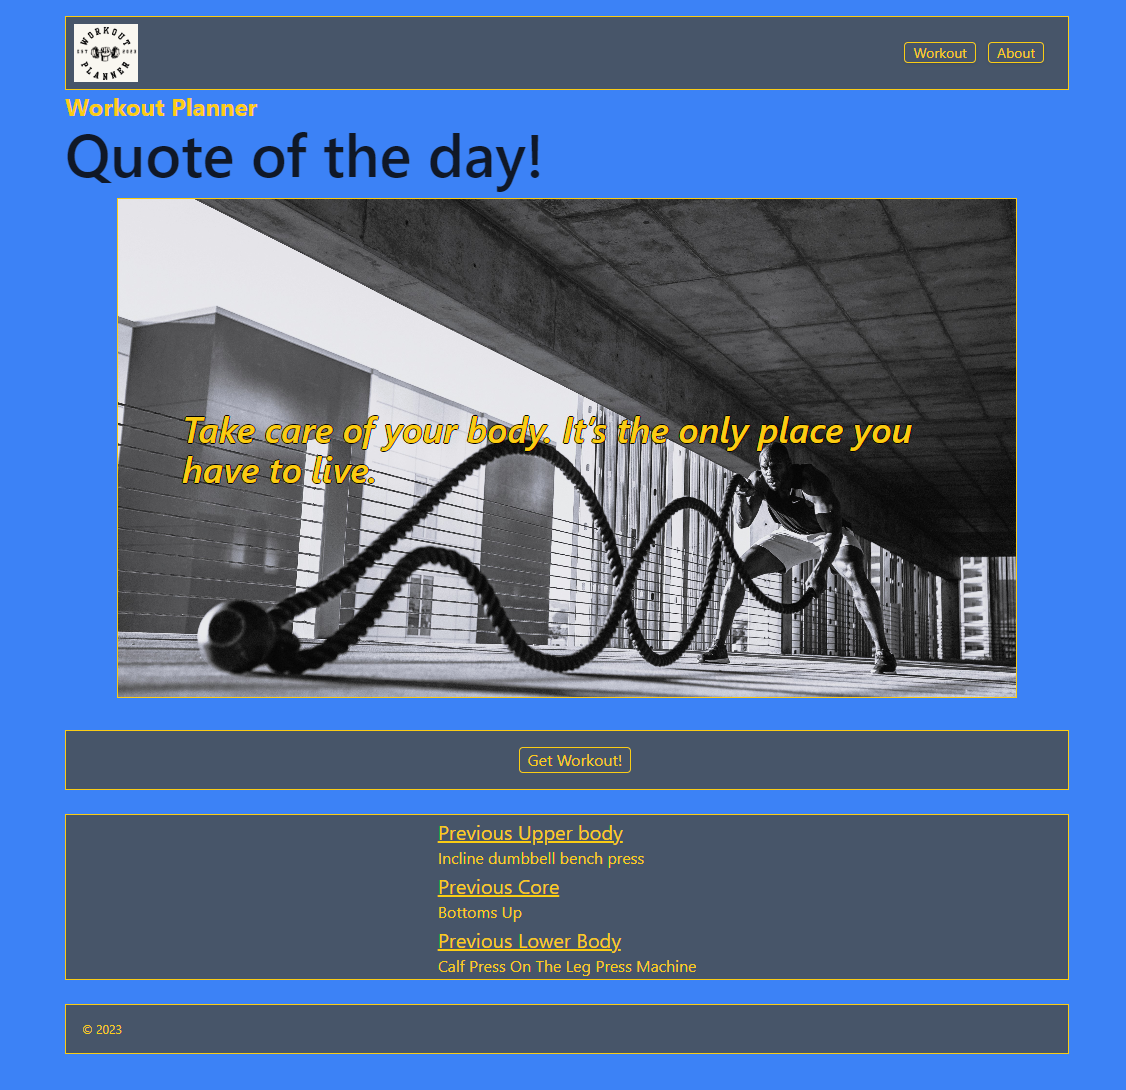 WORKOUT
EST 2023
PLANNER
Workout
About
Workout Planner
Quote of the day!
Take care of your body. It's the only place you
have to live.
Get Workout!
Previous Upper body
Incline dumbbell bench press
Previous Core
Bottoms Up
Previous Lower Body
Calf Press On The Leg Press Machine
© 2023